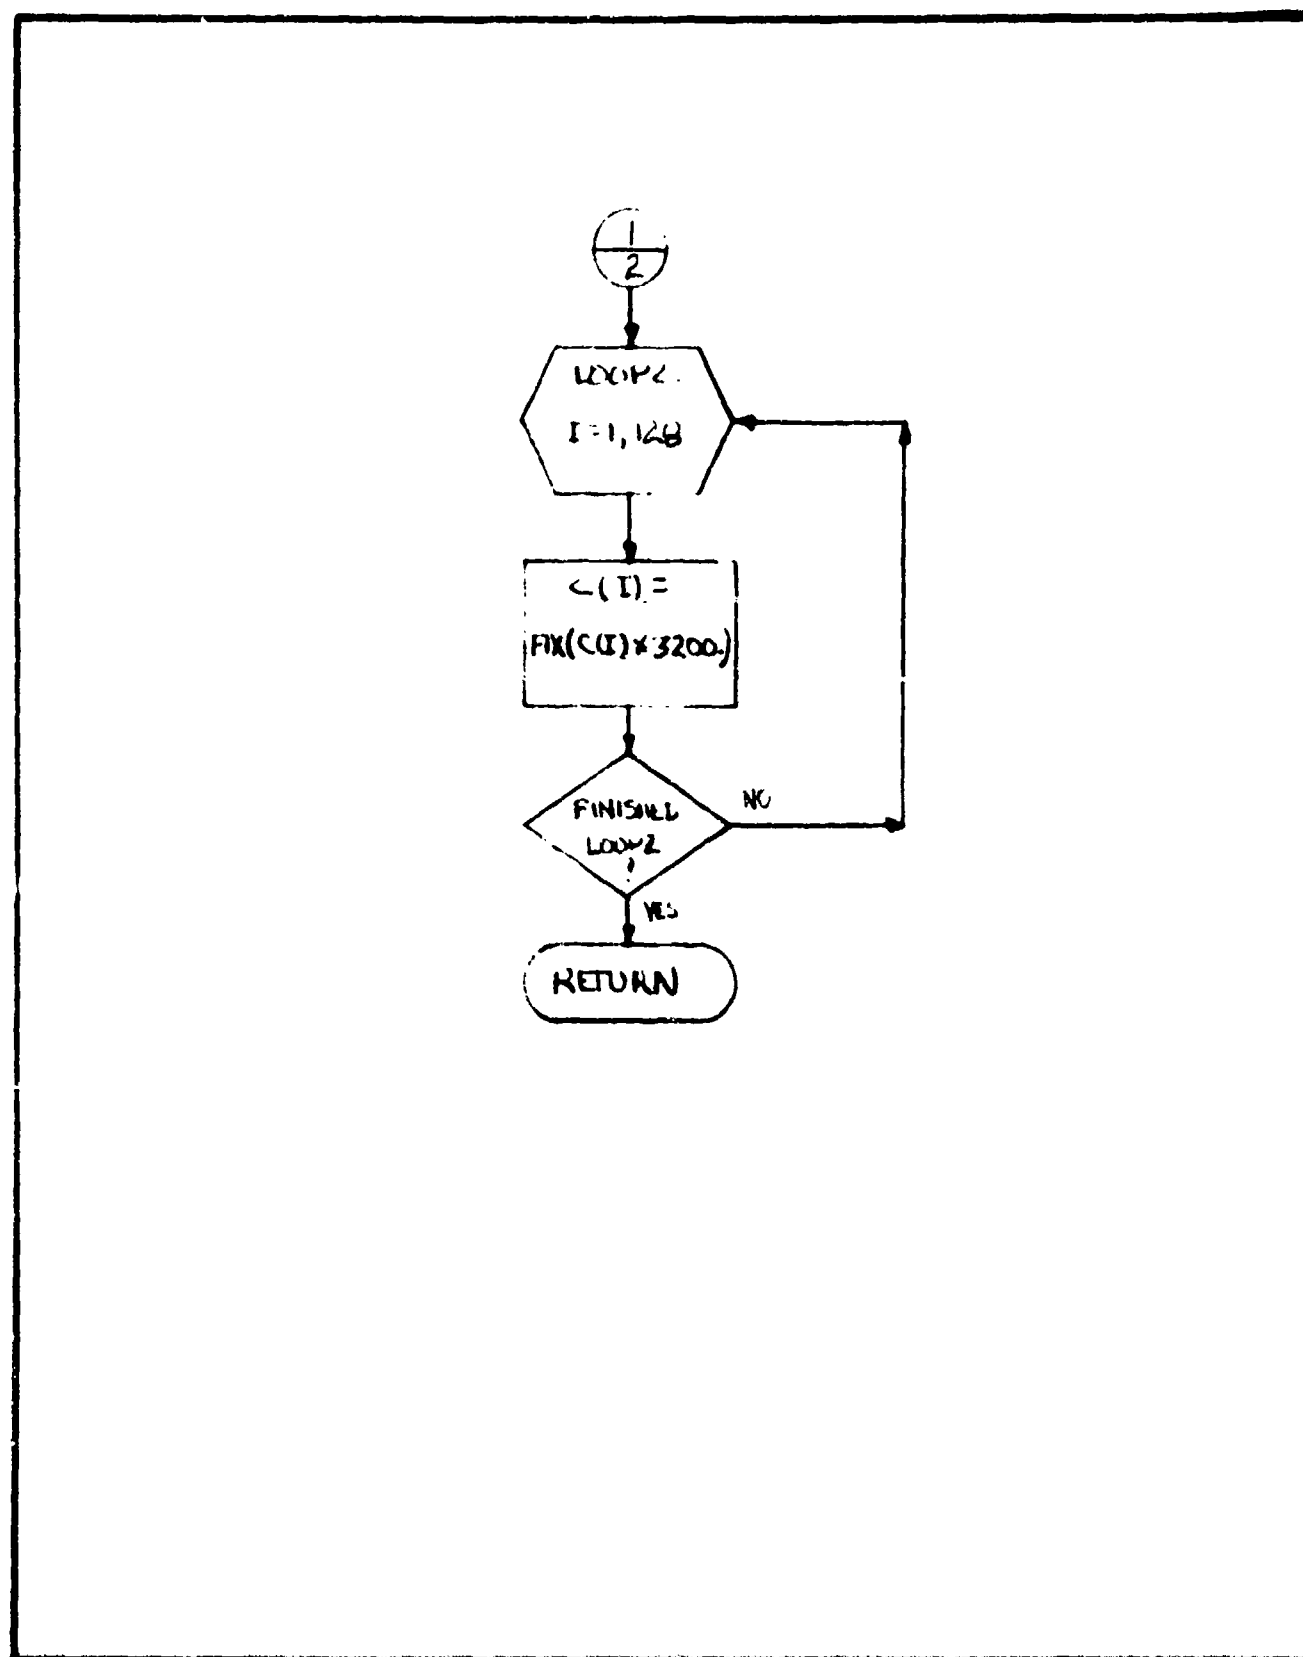 1
2
LOOP2
I=1,128
C(I)=
FIX(C(I)*3200.)
FINISHED
LOOP2
?
NO
YES
RETURN